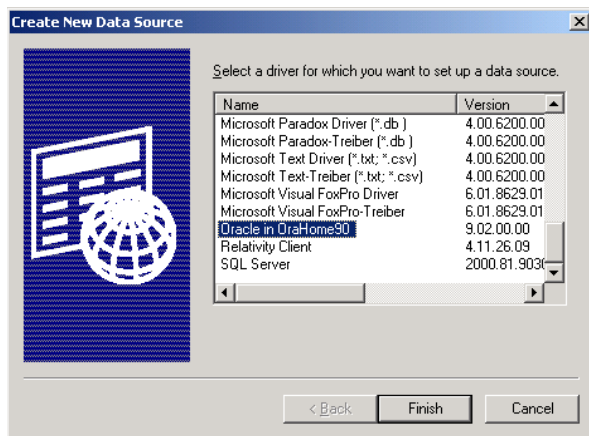 Create New Data Source
Select a driver for which you want to set up a data source.
Name Version
Microsoft Paradox Driver (*.db ) 4.00.6200.00
Microsoft Paradox-Treiber (*.db ) 4.00.6200.00
Microsoft Text Driver (*.txt; *.csv) 4.00.6200.00
Microsoft Text-Treiber (*.txt; *.csv) 4.00.6200.00
Microsoft Visual FoxPro Driver 6.01.8629.01
Microsoft Visual FoxPro-Treiber 6.01.8629.01
Oracle in OraHome90 9.02.00.00
Relativity Client 4.11.26.09
SQL Server 2000.81.903(
< Back Finish Cancel